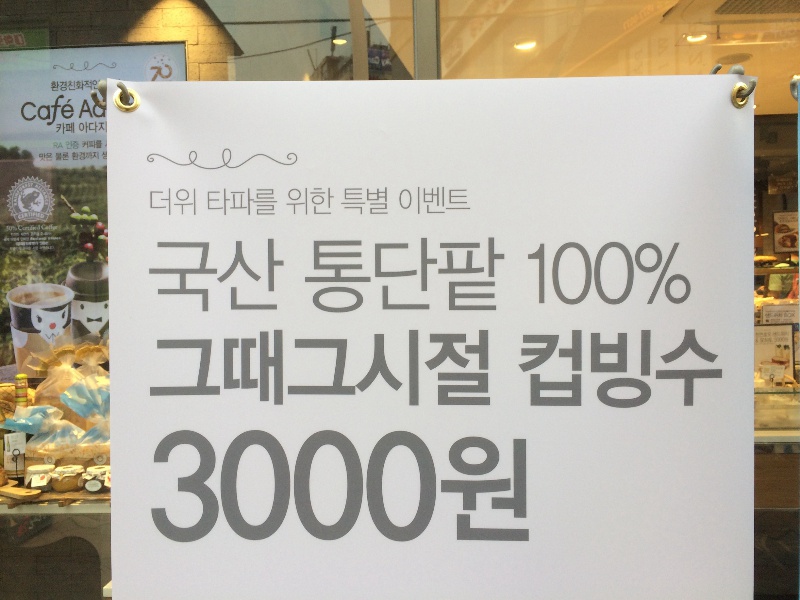 더위 타파를 위한 특별 이벤트
국산 통단팥 100%
그때그시절 컵빙수
3000원
70
환경친화적인
Café Ad
카페 아다지
RA 인증 커피를
맛은 물론 환경까지 생